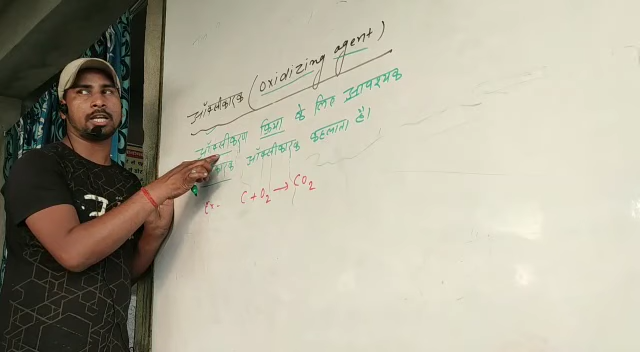 ऑक्सीकारक (oxidizing agent)
ऑक्सीकरण क्रिया के लिए आवश्यक
कारक ऑक्सीकारक कहलाता है।
Ex. C + O₂ → CO₂